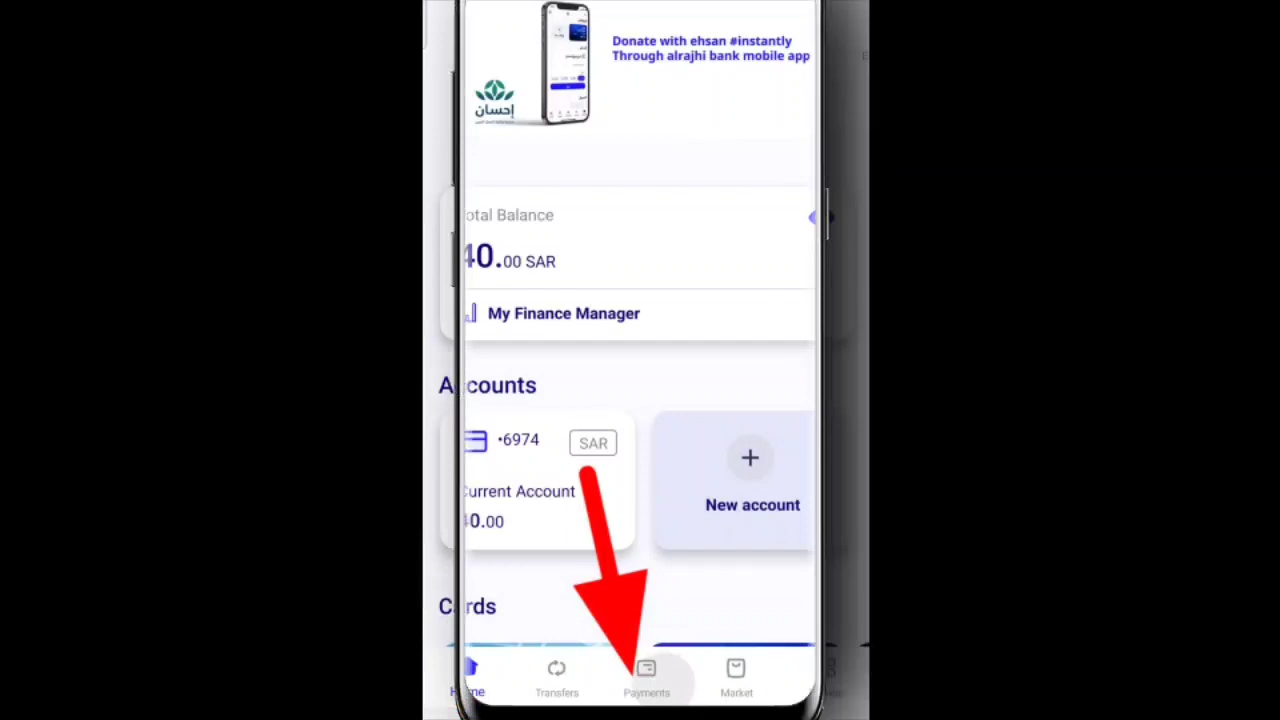 Donate with ehsan #instantly
Through alrajhi bank mobile app
إحسان
otal Balance
40.00 SAR
My Finance Manager
Accounts
•6974
SAR
Current Account
40.00
New account
Cards
Home
Transfers
Payments
Market